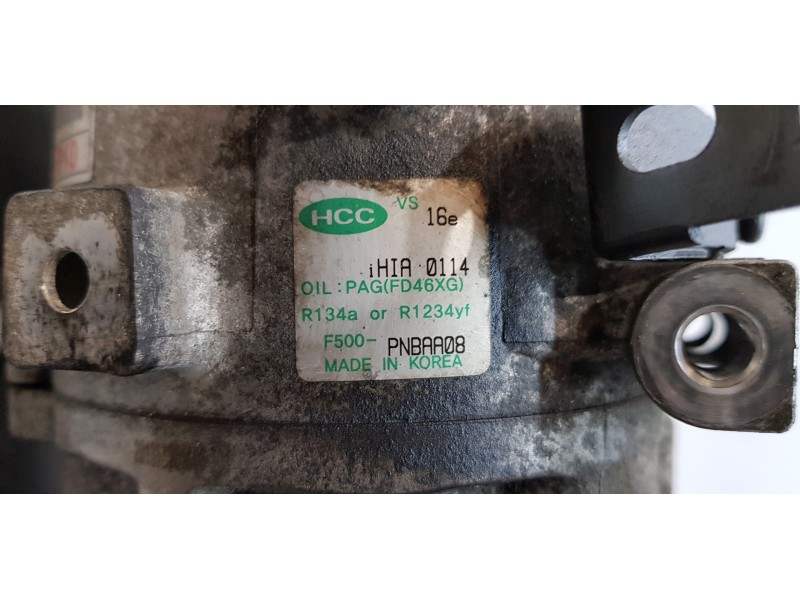 HCC VS 16e
iHIA 0114
OIL : PAG(FD46XG)
R134a or R1234yf
F500- PNBAA08
MADE IN KOREA